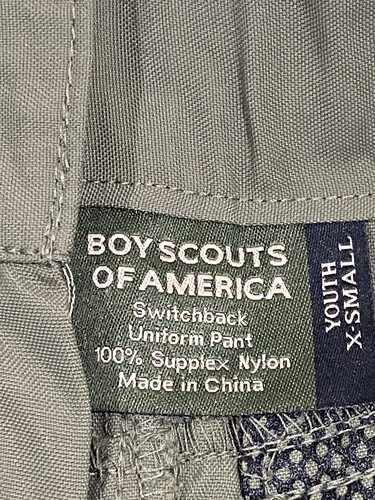 BOY SCOUTS
OF AMERICA
Switchback
Uniform Pant
100% Supplex Nylon
Made in China
YOUTH
X-SMALL